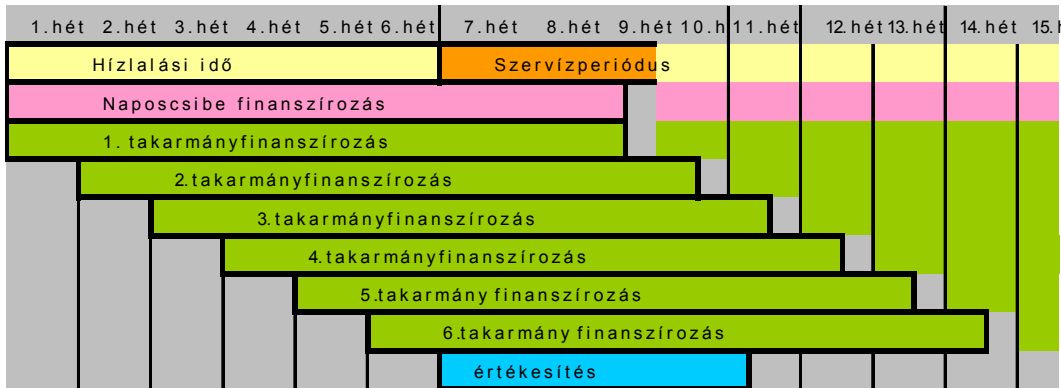 1.hét 2.hét 3.hét 4.hét 5.hét 6.hét 7.hét 8.hét 9.hét 10.h 11.hét 12.hét 13.hét 14.hét 15.h
Hízlalási idő Szervízperiódus
Naposcsibe finanszírozás
1. takarmányfinanszírozás
2.takarmányfinanszírozás
3.takarmányfinanszírozás
4.takarmányfinanszírozás
5.takarmány finanszírozás
6.takarmány finanszírozás
értékesítés